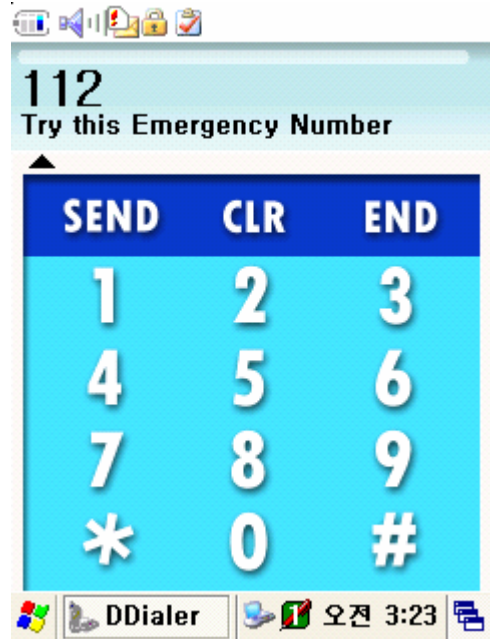 112
Try this Emergency Number
SEND CLR END
1 2 3
4 5 6
7 8 9
* 0 #
DDialer 오전 3:23